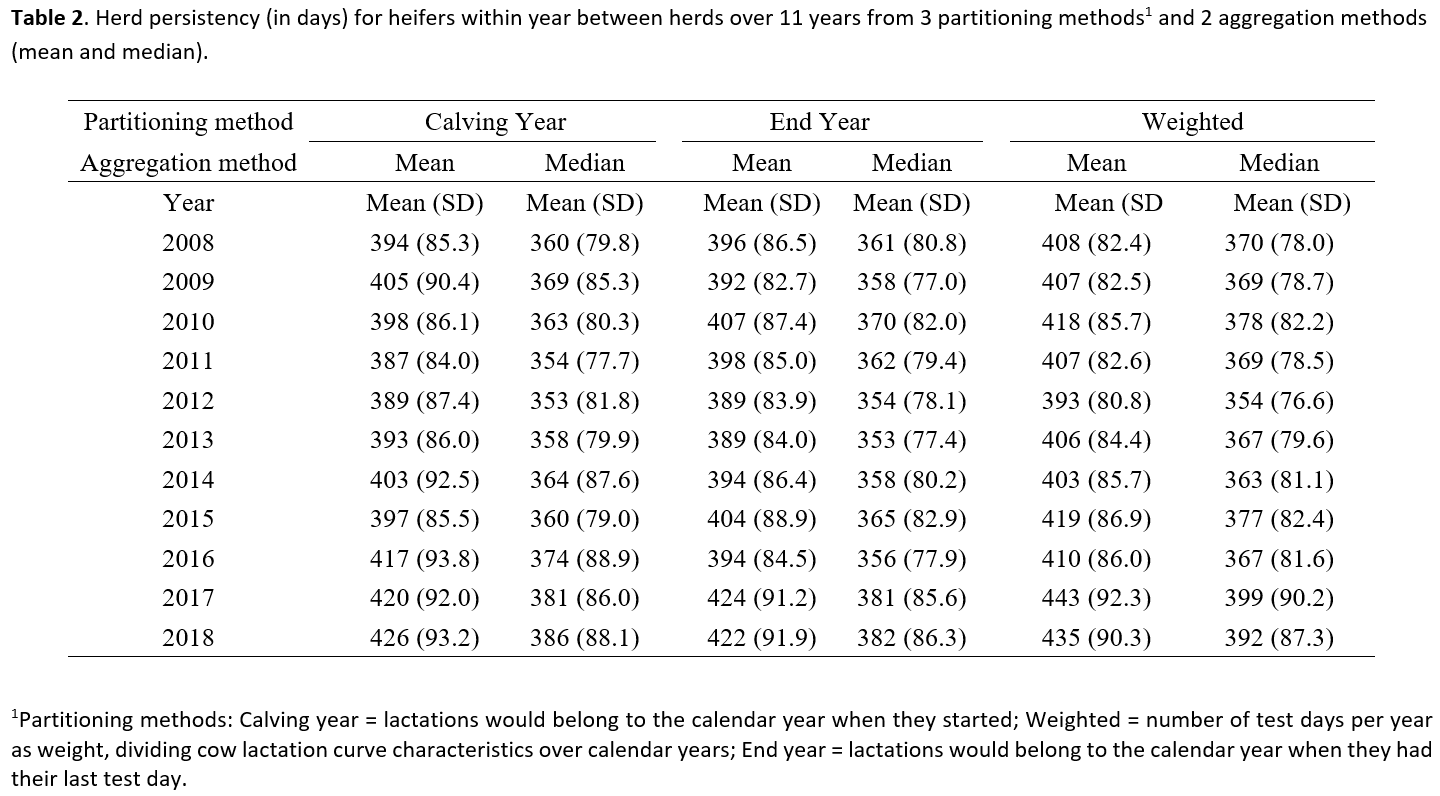 Table 2. Herd persistency (in days) for heifers within year between herds over 11 years from 3 partitioning methods1 and 2 aggregation methods
(mean and median).
Partitioning method Calving Year End Year Weighted
Aggregation method Mean Median Mean Median Mean Median
Year Mean (SD) Mean (SD) Mean (SD) Mean (SD) Mean (SD Mean (SD)
2008 394 (85.3) 360 (79.8) 396 (86.5) 361 (80.8) 408 (82.4) 370 (78.0)
2009 405 (90.4) 369 (85.3) 392 (82.7) 358 (77.0) 407 (82.5) 369 (78.7)
2010 398 (86.1) 363 (80.3) 407 (87.4) 370 (82.0) 418 (85.7) 378 (82.2)
2011 387 (84.0) 354 (77.7) 398 (85.0) 362 (79.4) 407 (82.6) 369 (78.5)
2012 389 (87.4) 353 (81.8) 389 (83.9) 354 (78.1) 393 (80.8) 354 (76.6)
2013 393 (86.0) 358 (79.9) 389 (84.0) 353 (77.4) 406 (84.4) 367 (79.6)
2014 403 (92.5) 364 (87.6) 394 (86.4) 358 (80.2) 403 (85.7) 363 (81.1)
2015 397 (85.5) 360 (79.0) 404 (88.9) 365 (82.9) 419 (86.9) 377 (82.4)
2016 417 (93.8) 374 (88.9) 394 (84.5) 356 (77.9) 410 (86.0) 367 (81.6)
2017 420 (92.0) 381 (86.0) 424 (91.2) 381 (85.6) 443 (92.3) 399 (90.2)
2018 426 (93.2) 386 (88.1) 422 (91.9) 382 (86.3) 435 (90.3) 392 (87.3)
1Partitioning methods: Calving year = lactations would belong to the calendar year when they started; Weighted = number of test days per year
as weight, dividing cow lactation curve characteristics over calendar years; End year = lactations would belong to the calendar year when they had
their last test day.